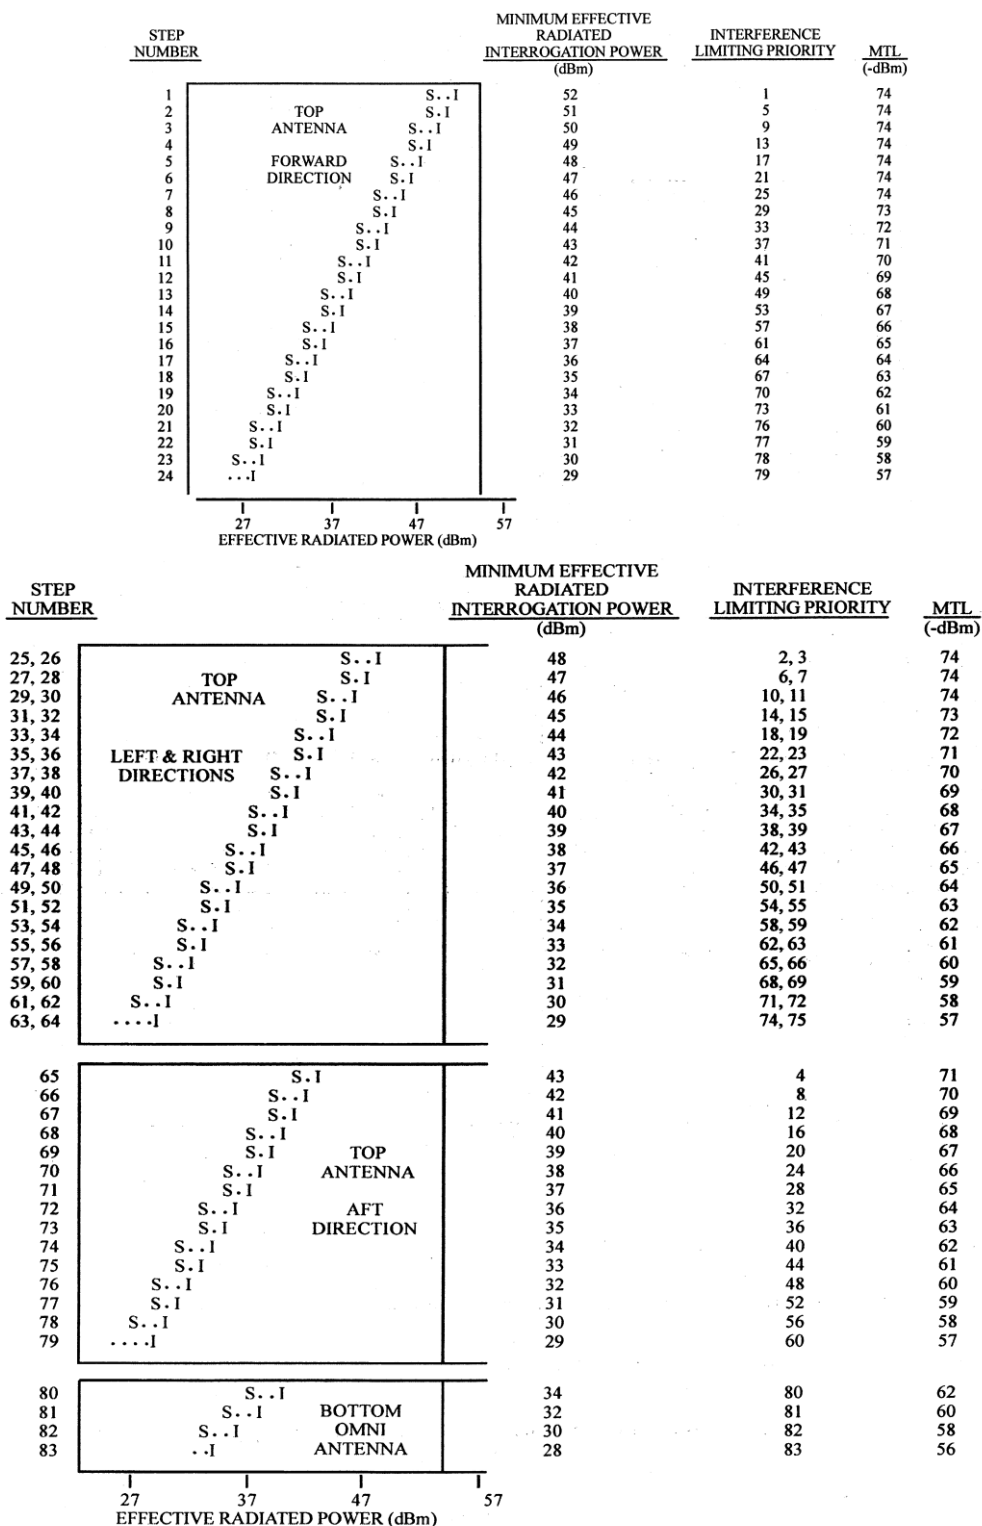 STEP NUMBER MINIMUM EFFECTIVE RADIATED INTERROGATION POWER (dBm) INTERFERENCE LIMITING PRIORITY MTL (-dBm)
1 S..I 52 1 74
2 TOP S.I 51 5 74
3 ANTENNA S..I 50 9 74
4 S.I 49 13 74
5 FORWARD S..I 48 17 74
6 DIRECTION S.I 47 21 74
7 S..I 46 25 74
8 S.I 45 29 73
9 S..I 44 33 72
10 S.I 43 37 71
11 S..I 42 41 70
12 S.I 41 45 69
13 S..I 40 49 68
14 S.I 39 53 67
15 S..I 38 57 66
16 S.I 37 61 65
17 S..I 36 64 64
18 S.I 35 67 63
19 S..I 34 70 62
20 S.I 33 73 61
21 S..I 32 76 60
22 S.I 31 77 59
23 S..I 30 78 58
24 ...I 29 79 57
27 37 47 57
EFFECTIVE RADIATED POWER (dBm)
STEP NUMBER MINIMUM EFFECTIVE RADIATED INTERROGATION POWER (dBm) INTERFERENCE LIMITING PRIORITY MTL (-dBm)
25, 26 S..I 48 2, 3 74
27, 28 TOP S.I 47 6, 7 74
29, 30 ANTENNA S..I 46 10, 11 74
31, 32 S.I 45 14, 15 73
33, 34 S..I 44 18, 19 72
35, 36 LEFT & RIGHT S.I 43 22, 23 71
37, 38 DIRECTIONS S..I 42 26, 27 70
39, 40 S.I 41 30, 31 69
41, 42 S..I 40 34, 35 68
43, 44 S.I 39 38, 39 67
45, 46 S..I 38 42, 43 66
47, 48 S.I 37 46, 47 65
49, 50 S..I 36 50, 51 64
51, 52 S.I 35 54, 55 63
53, 54 S..I 34 58, 59 62
55, 56 S.I 33 62, 63 61
57, 58 S..I 32 65, 66 60
59, 60 S.I 31 68, 69 59
61, 62 S..I 30 71, 72 58
63, 64 ....I 29 74, 75 57
65 S.I 43 4 71
66 S..I 42 8 70
67 S.I 41 12 69
68 S..I 40 16 68
69 S.I TOP 39 20 67
70 S..I ANTENNA 38 24 66
71 S.I 37 28 65
72 S..I AFT 36 32 64
73 S.I DIRECTION 35 36 63
74 S..I 34 40 62
75 S.I 33 44 61
76 S..I 32 48 60
77 S.I 31 52 59
78 S..I 30 56 58
79 ....I 29 60 57
80 S..I 34 80 62
81 S..I BOTTOM 32 81 60
82 S..I OMNI 30 82 58
83 ..I ANTENNA 28 83 56
27 37 47 57
EFFECTIVE RADIATED POWER (dBm)